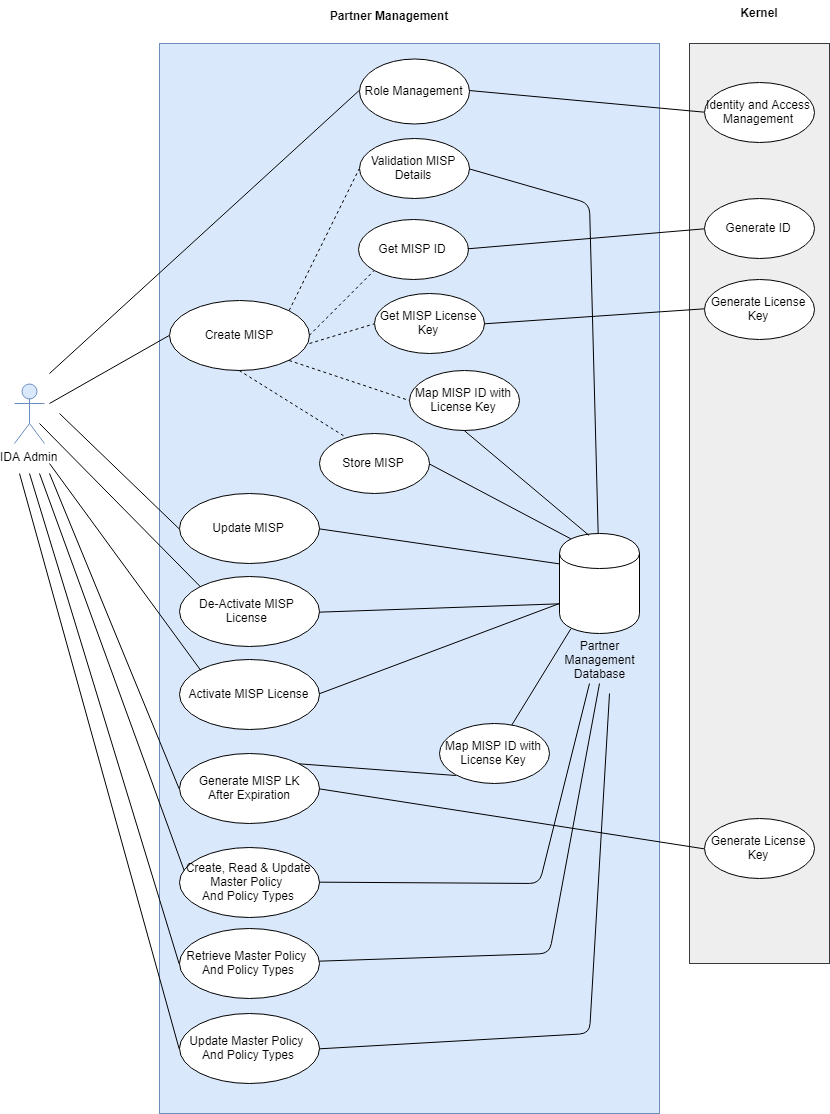 Partner Management
Kernel
Role Management
Identity and Access
Management
Validation MISP
Details
Get MISP ID
Generate ID
Get MISP License
Key
Generate License
Key
Create MISP
Map MISP ID with
License Key
IDA Admin
Store MISP
Update MISP
De-Activate MISP
License
Partner
Management
Database
Activate MISP License
Map MISP ID with
License Key
Generate MISP LK
After Expiration
Generate License
Key
Create, Read & Update
Master Policy
And Policy Types
Retrieve Master Policy
And Policy Types
Update Master Policy
And Policy Types